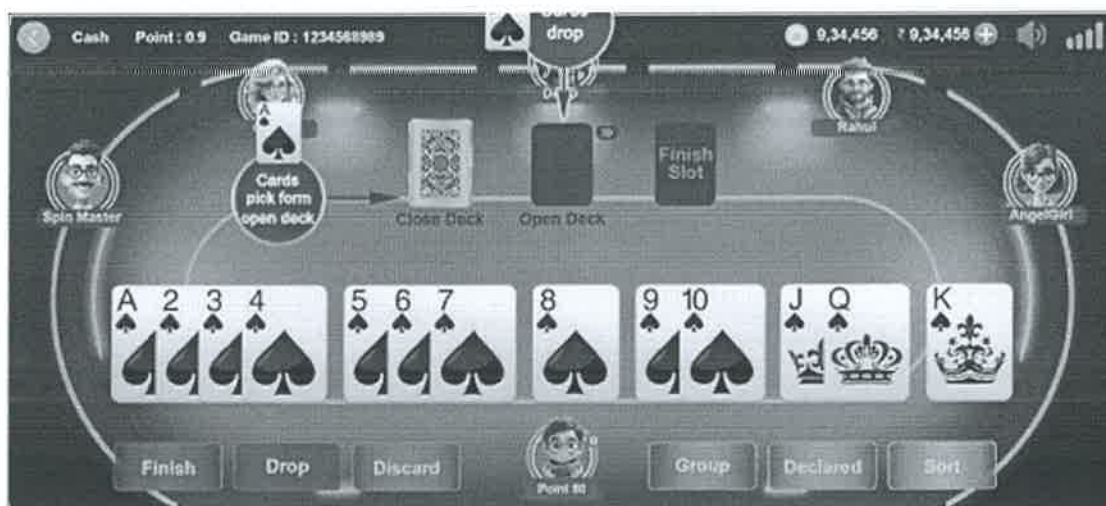 Cash Point : 0.9 Game ID : 1234568989
drop
9,34,456 ₹ 9,34,456
A
Rahul
Finish
Slot
Cards
pick form
open deck
Spin Master
Close Deck
Open Deck
AngelGirl
A 2 3 4
5 6 7
8
9 10
J Q
K
Finish
Drop
Discard
Group
Declared
Sort